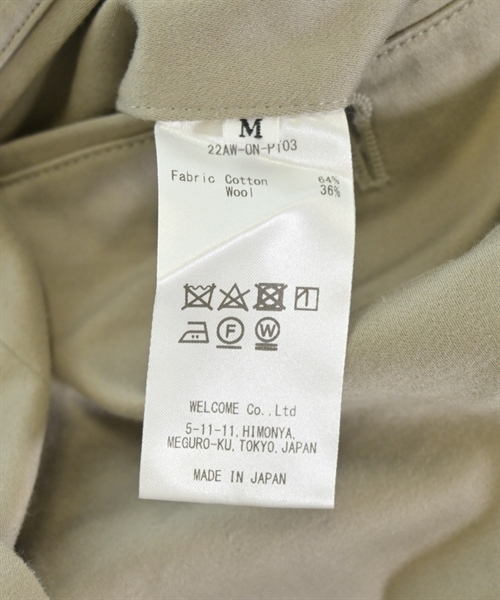 M
22AW-ON-PT03
Fabric Cotton 64%
Wool 36%
F W
WELCOME Co.,Ltd
5-11-11,HIMONYA,
MEGURO-KU,TOKYO,JAPAN
MADE IN JAPAN